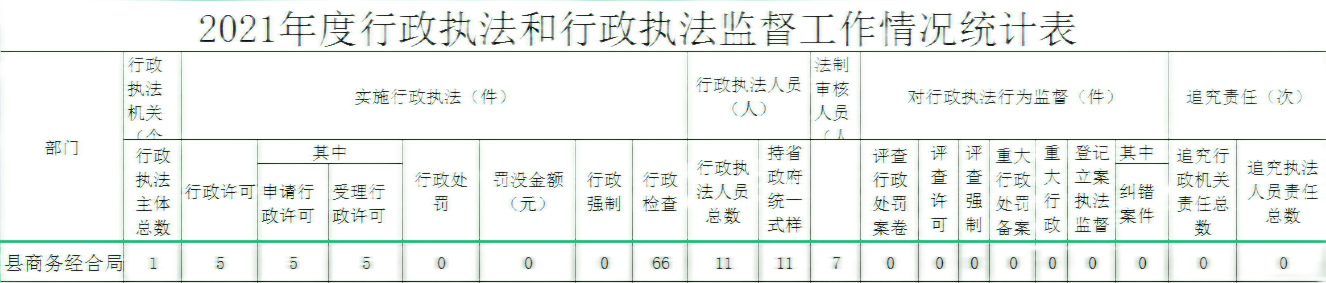 2021年度行政执法和行政执法监督工作情况统计表
部门
行政
执法
机关
实施行政执法（件）
行政执法人员
（人）
法制
审核
人员
对行政执法行为监督（件）
追究责任（次）
行政
执法
主体
总数
行政许可
其中
申请行
政许可
受理行
政许可
行政处
罚
罚没金额
（元）
行政
强制
行政
检查
行政执
法人员
总数
持省
政府
统一
式样
评查
行政
处罚
案卷
评
查
许
可
评
查
强
制
重大
行政
处罚
备案
重
大
行
政
登记
立案
执法
监督
其中
纠错
案件
追究行
政机关
责任总
数
追究执法
人员责任
总数
县商务经合局 1 5 5 5 0 0 0 66 11 11 7 0 0 0 0 0 0 0 0 0